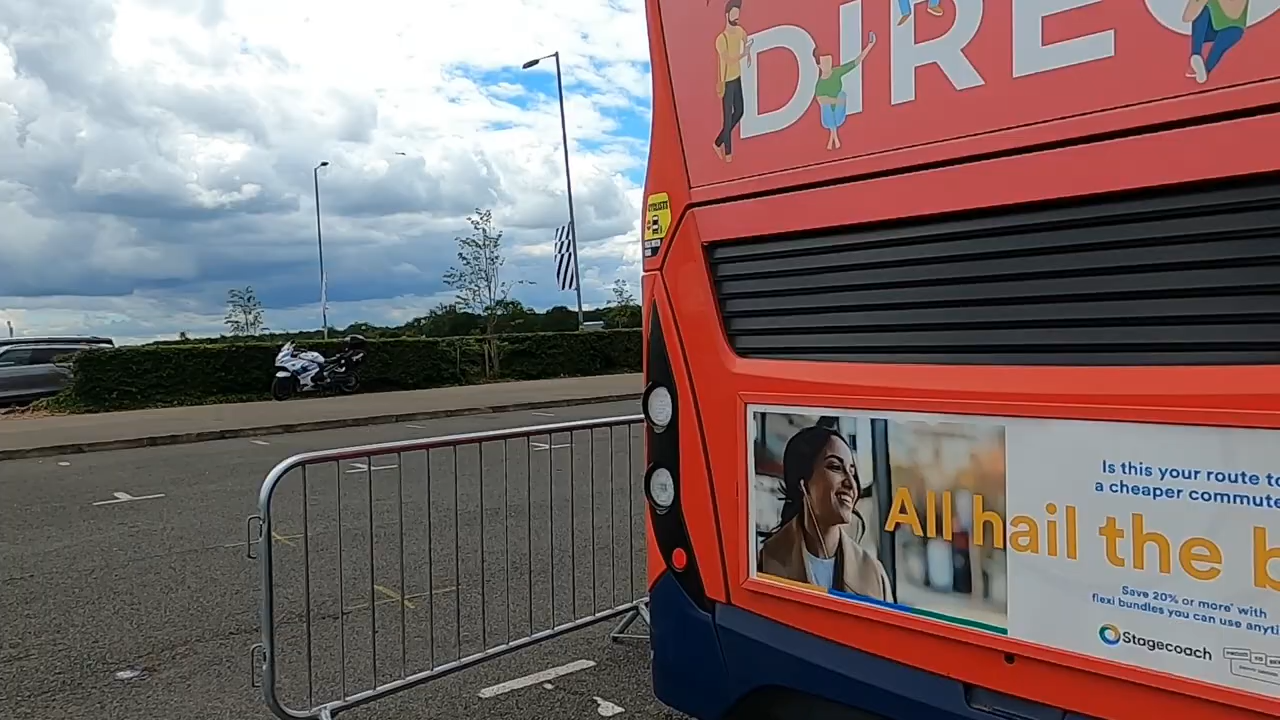 DIRE
CYCLISTS
Is this your route to
a cheaper commute
All hail the b
Save 20% or more* with
flexi bundles you can use anyti
Stagecoach